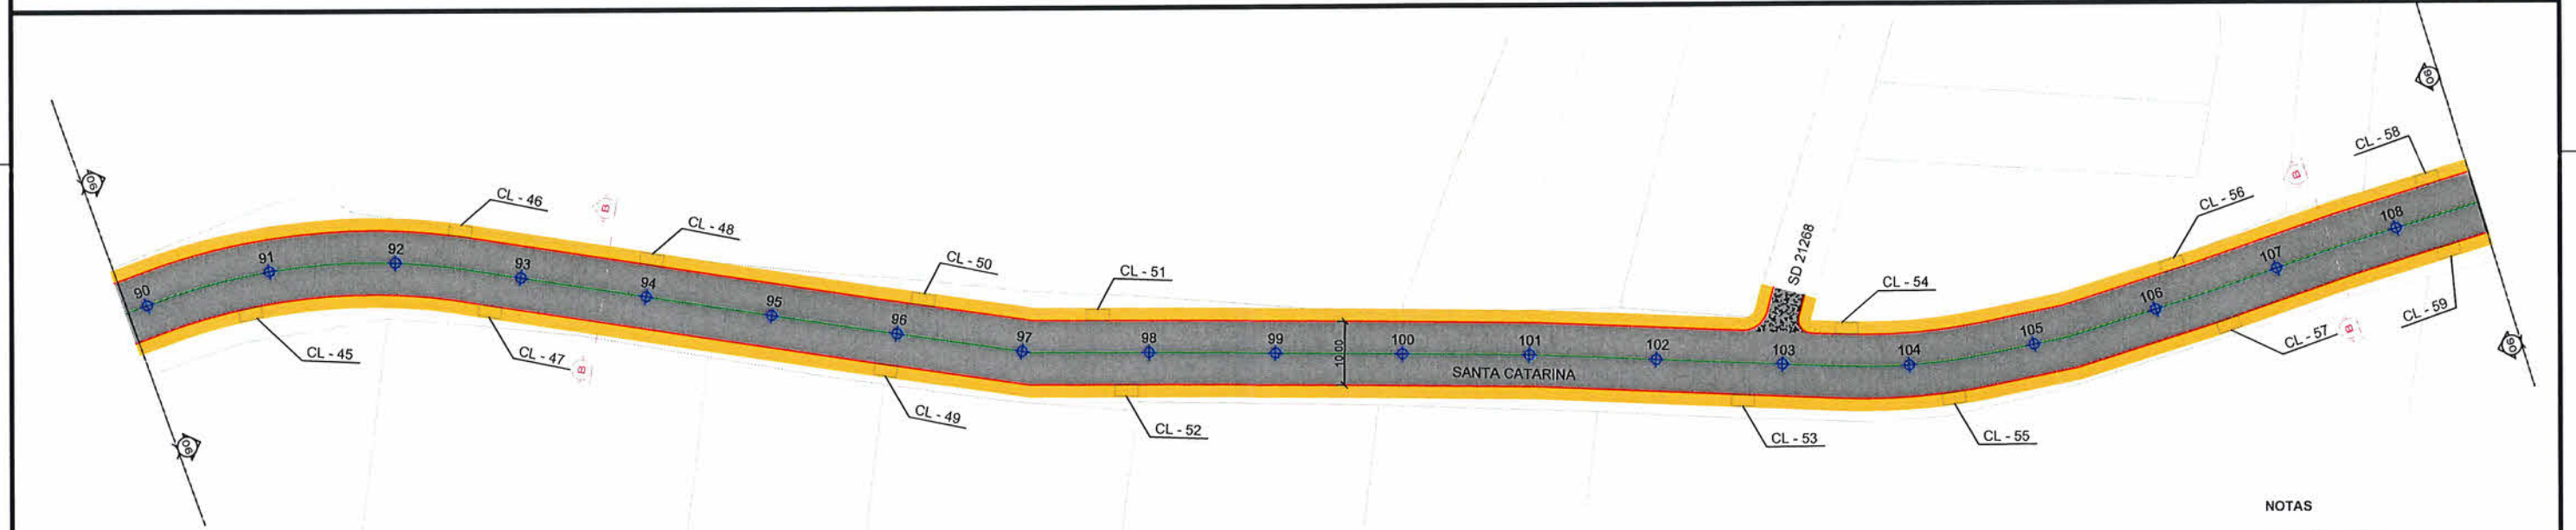 06
06
90
91
92
93
94
95
96
97
98
99
100
101
102
103
104
105
106
107
108
CL - 45
CL - 46
CL - 47
CL - 48
CL - 49
CL - 50
CL - 51
CL - 52
CL - 53
CL - 54
CL - 55
CL - 56
CL - 57
CL - 58
CL - 59
B
B
B
B
10.00
SANTA CATARINA
SD 21268
NOTAS